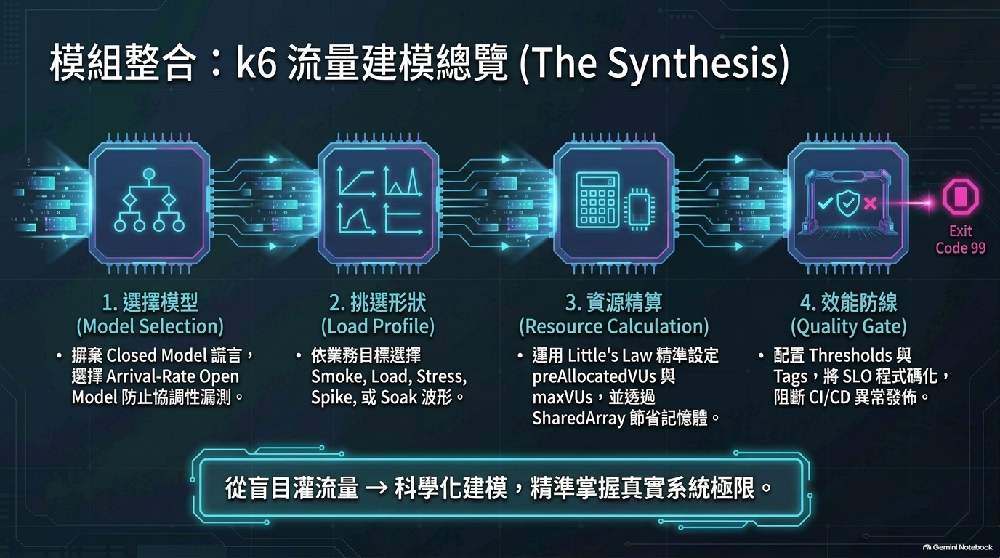 模組整合：k6 流量建模總覽 (The Synthesis)
Exit
Code 99
1. 選擇模型
(Model Selection)
• 摒棄 Closed Model 謊言，
選擇 Arrival-Rate Open
Model 防止協調性漏測。
2. 挑選形狀
(Load Profile)
• 依業務目標選擇
Smoke, Load, Stress,
Spike, 或 Soak 波形。
3. 資源精算
(Resource Calculation)
• 運用 Little's Law 精準設定
preAllocatedVUs 與
maxVUs，並透過
SharedArray 節省記憶體。
4. 效能防線
(Quality Gate)
• 配置 Thresholds 與
Tags，將 SLO 程式碼化，
阻斷 CI/CD 異常發佈。
從盲目灌流量 → 科學化建模，精準掌握真實系統極限。
Gemini Notebook